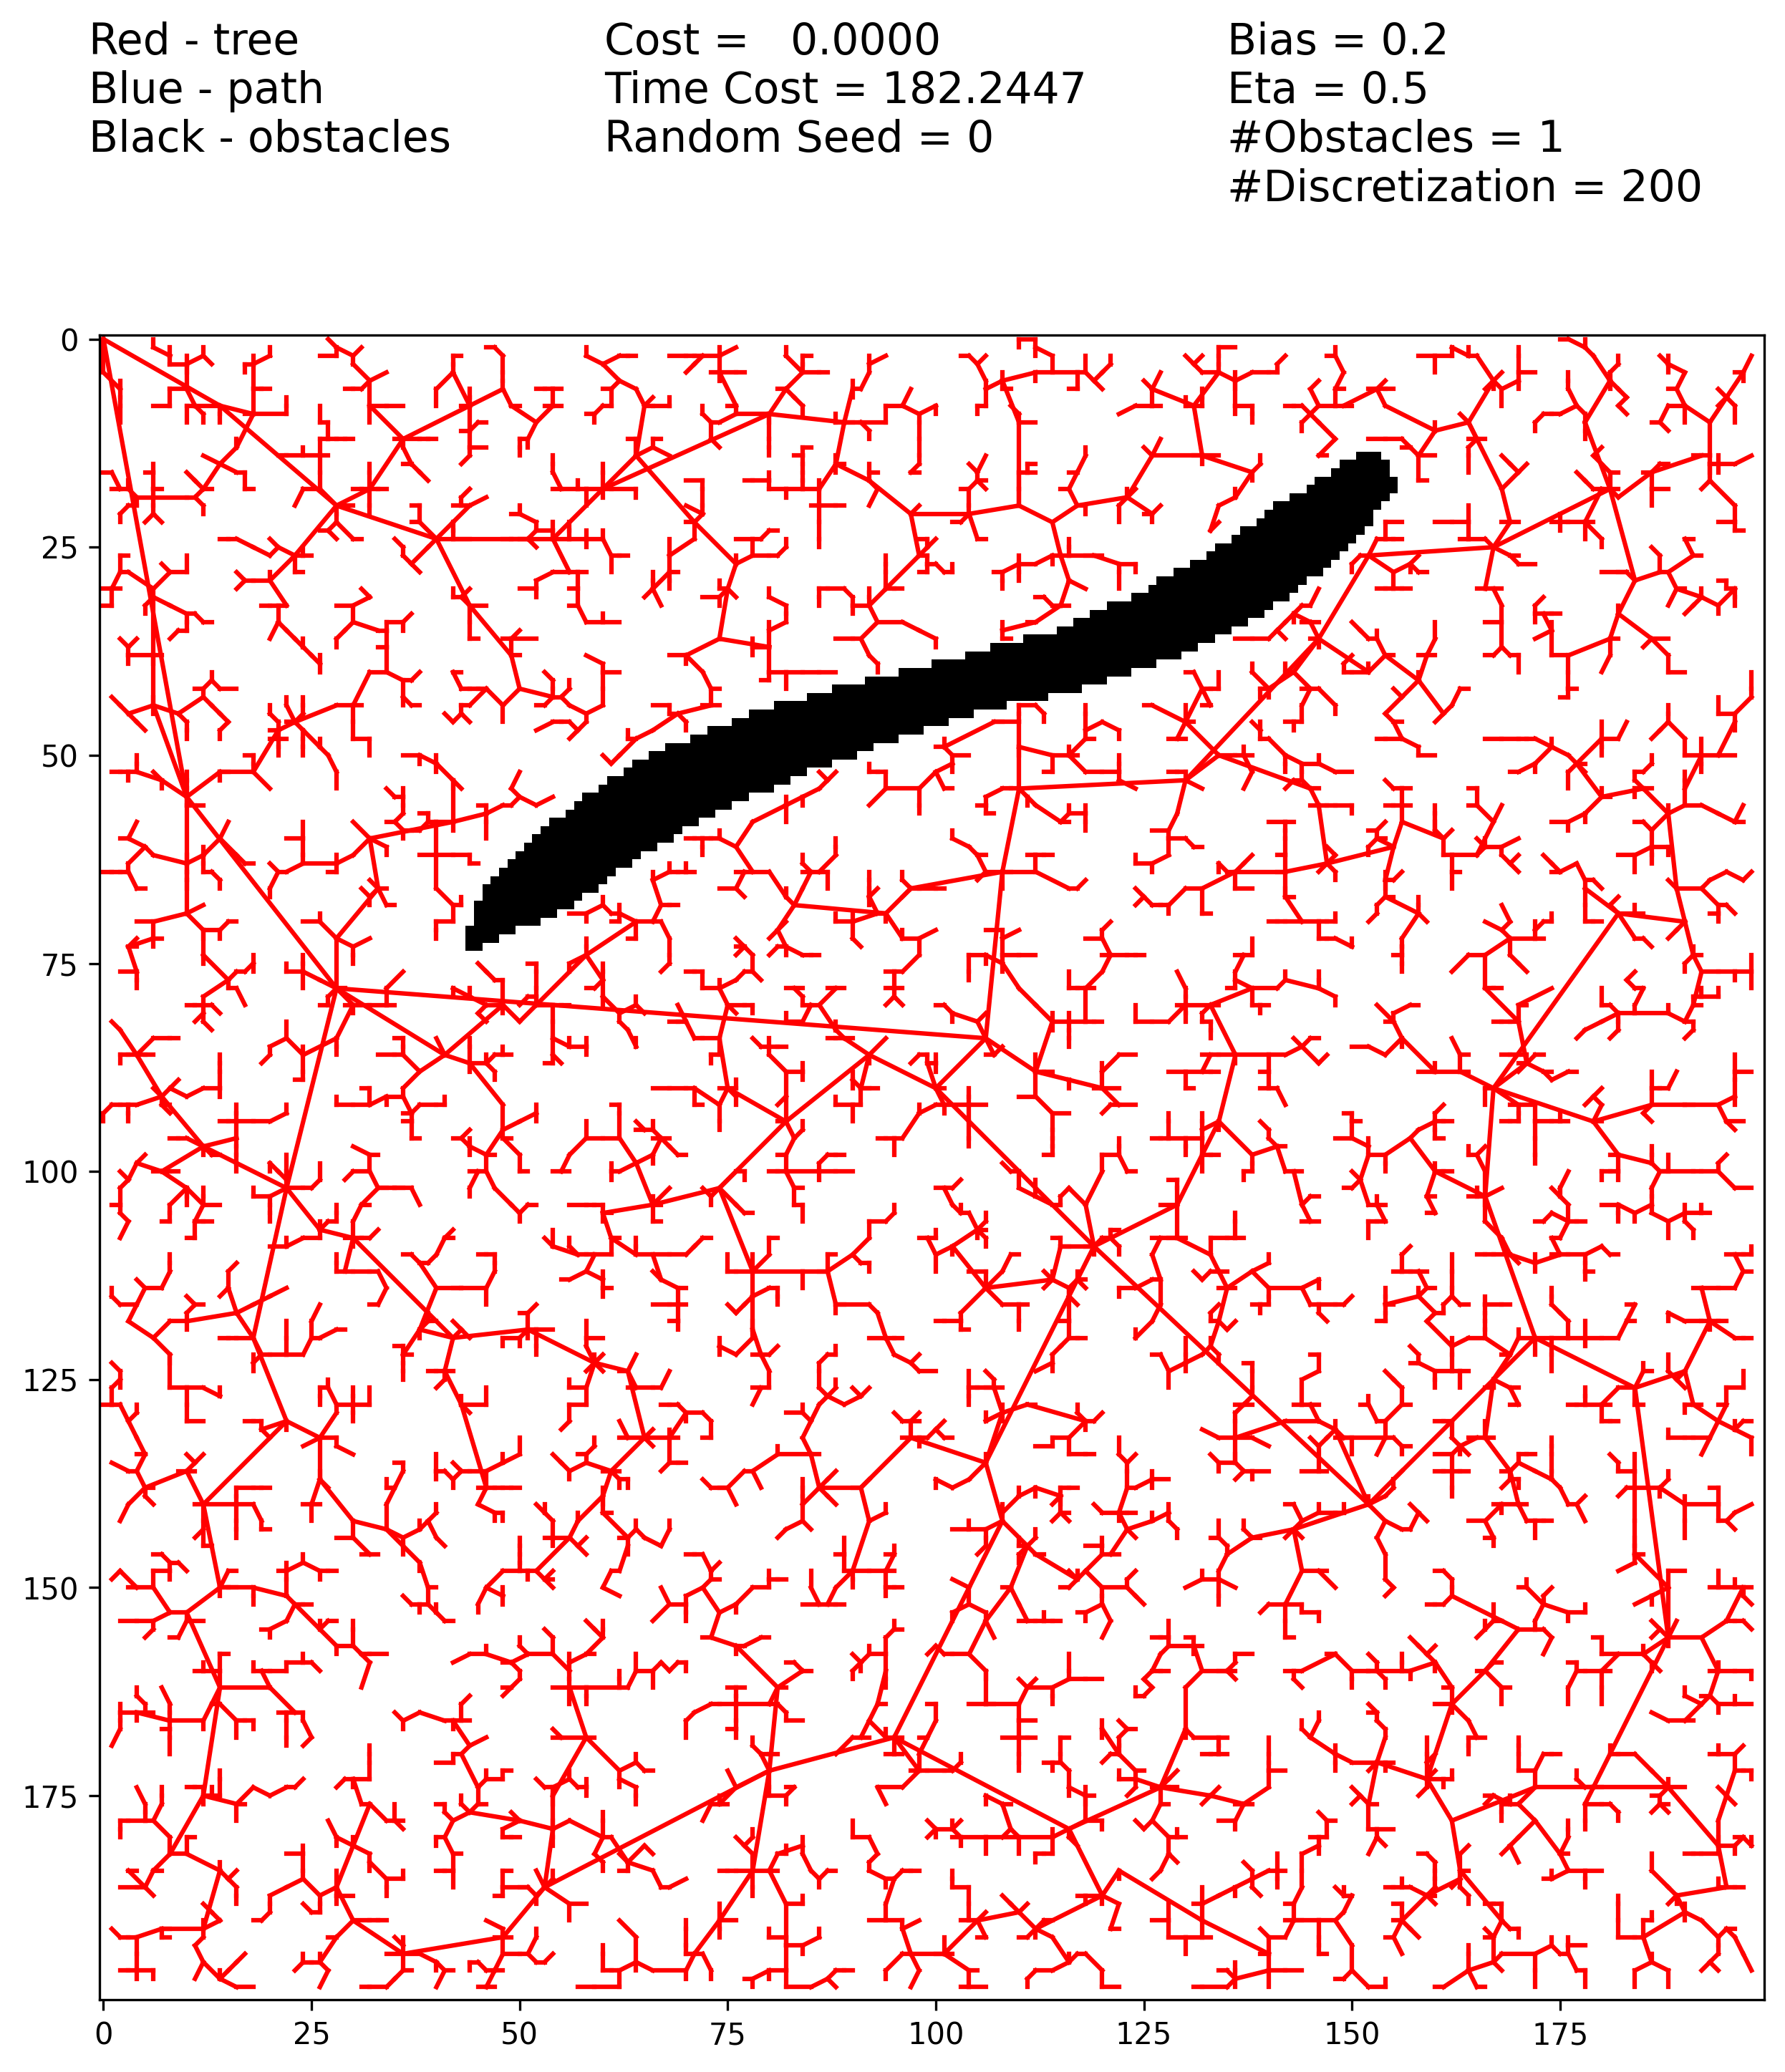 Red - tree
Blue - path
Black - obstacles
Cost =   0.0000
Time Cost = 182.2447
Random Seed = 0
Bias = 0.2
Eta = 0.5
#Obstacles = 1
#Discretization = 200
0
25
50
75
100
125
150
175
0
25
50
75
100
125
150
175